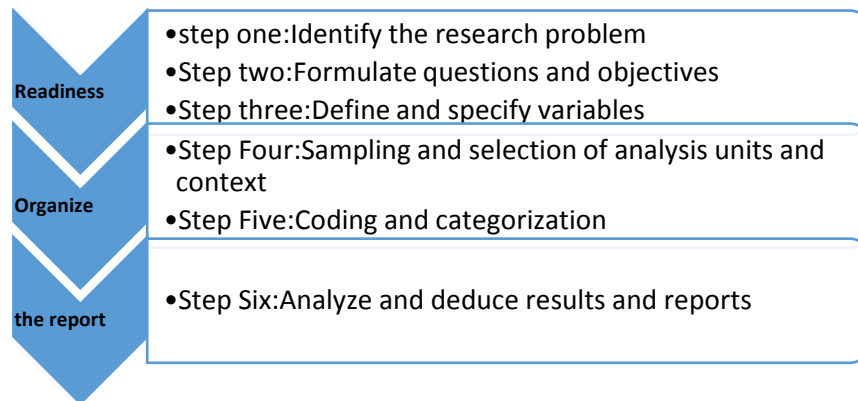 Readiness
•step one:Identify the research problem
•Step two:Formulate questions and objectives
•Step three:Define and specify variables
Organize
•Step Four:Sampling and selection of analysis units and
context
•Step Five:Coding and categorization
the report
•Step Six:Analyze and deduce results and reports